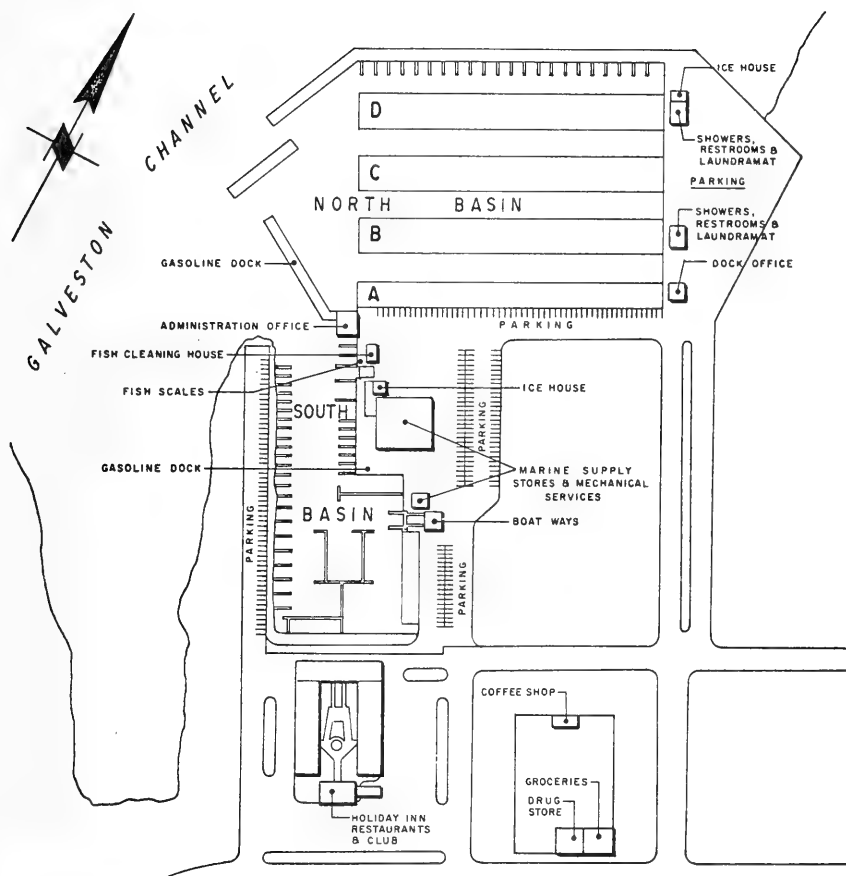 GALVESTON CHANNEL
ICE HOUSE
D
SHOWERS,
RESTROOMS &
LAUNDRAMAT
C
PARKING
NORTH BASIN
SHOWERS,
RESTROOMS &
LAUNDRAMAT
B
GASOLINE DOCK
DOCK OFFICE
A
ADMINISTRATION OFFICE
PARKING
FISH CLEANING HOUSE
FISH SCALES
ICE HOUSE
SOUTH
PARKING
GASOLINE DOCK
MARINE SUPPLY
STORES & MECHANICAL
SERVICES
BASIN
BOAT WAYS
PARKING
PARKING
COFFEE SHOP
GROCERIES
DRUG
STORE
HOLIDAY INN
RESTAURANTS
& CLUB